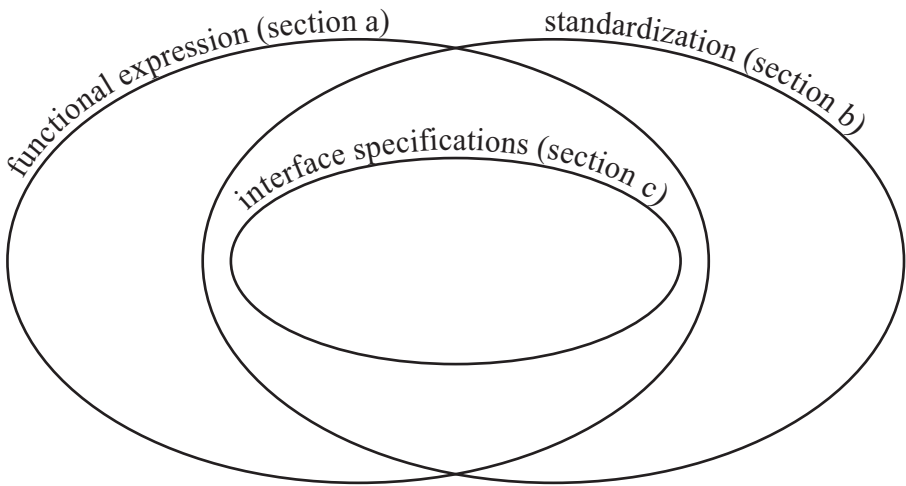 functional expression (section a)
standardization (section b)
interface specifications (section c)